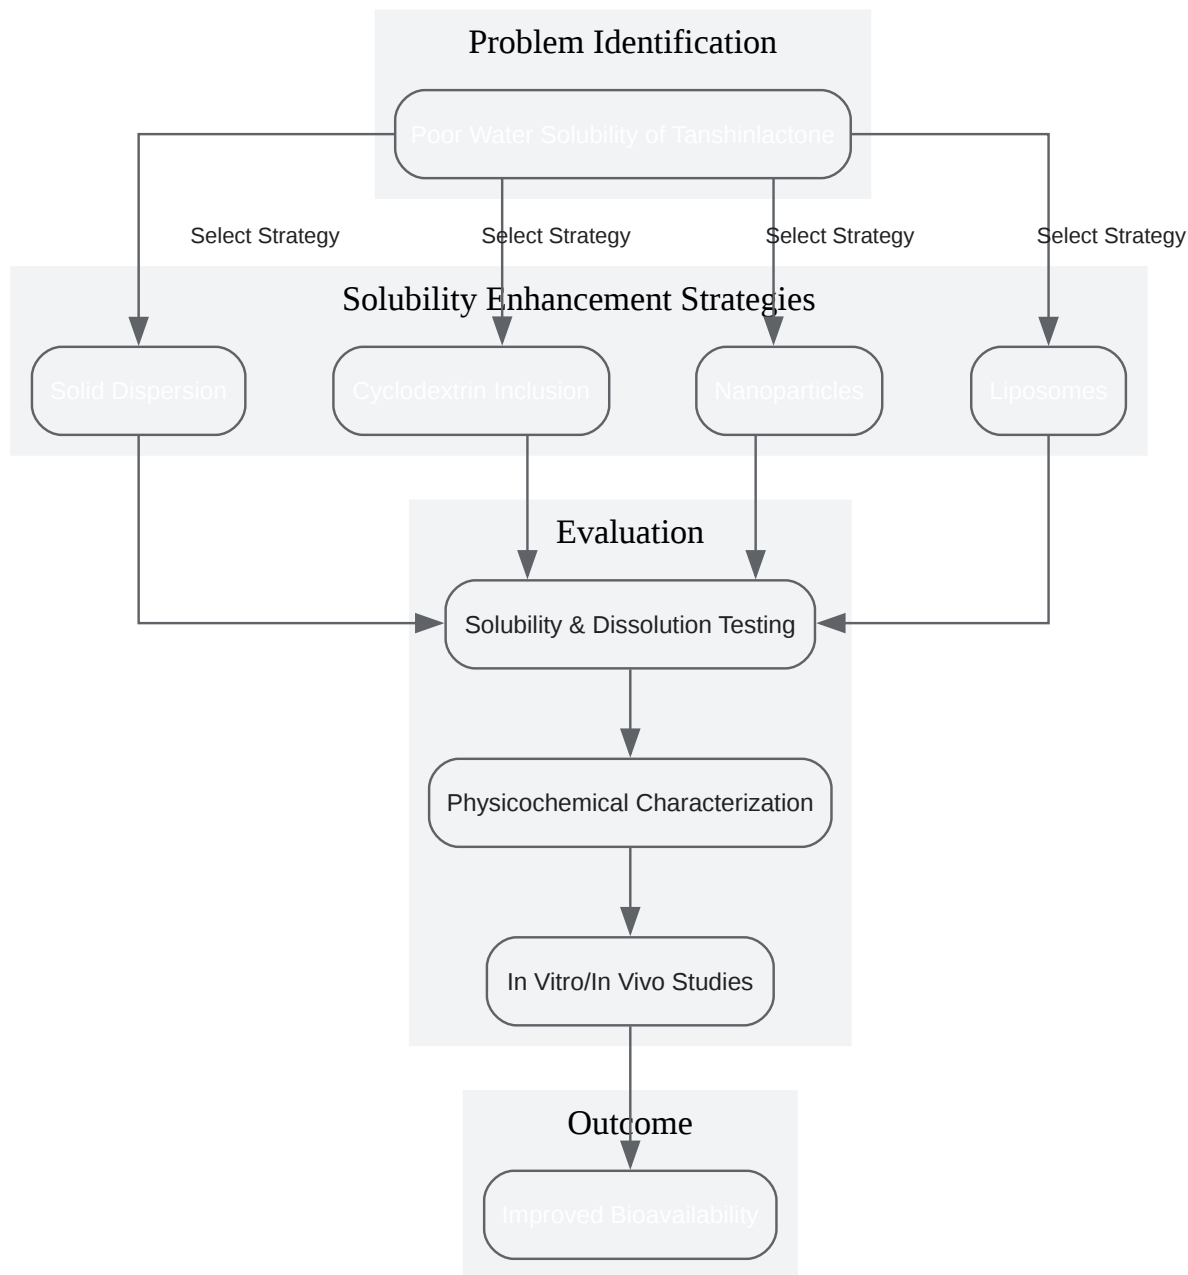 Problem Identification
Poor Water Solubility of Tanshinlactone
Select Strategy
Select Strategy
Select Strategy
Select Strategy
Solubility Enhancement Strategies
Solid Dispersion
Cyclodextrin Inclusion
Nanoparticles
Liposomes
Evaluation
Solubility & Dissolution Testing
Physicochemical Characterization
In Vitro/In Vivo Studies
Outcome
Improved Bioavailability